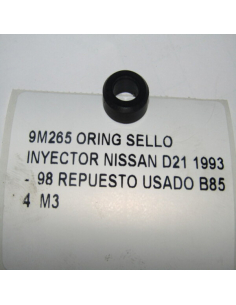 9M265 ORING SELLO
INYECTOR NISSAN D21 1993
- 98 REPUESTO USADO B85
4 M3